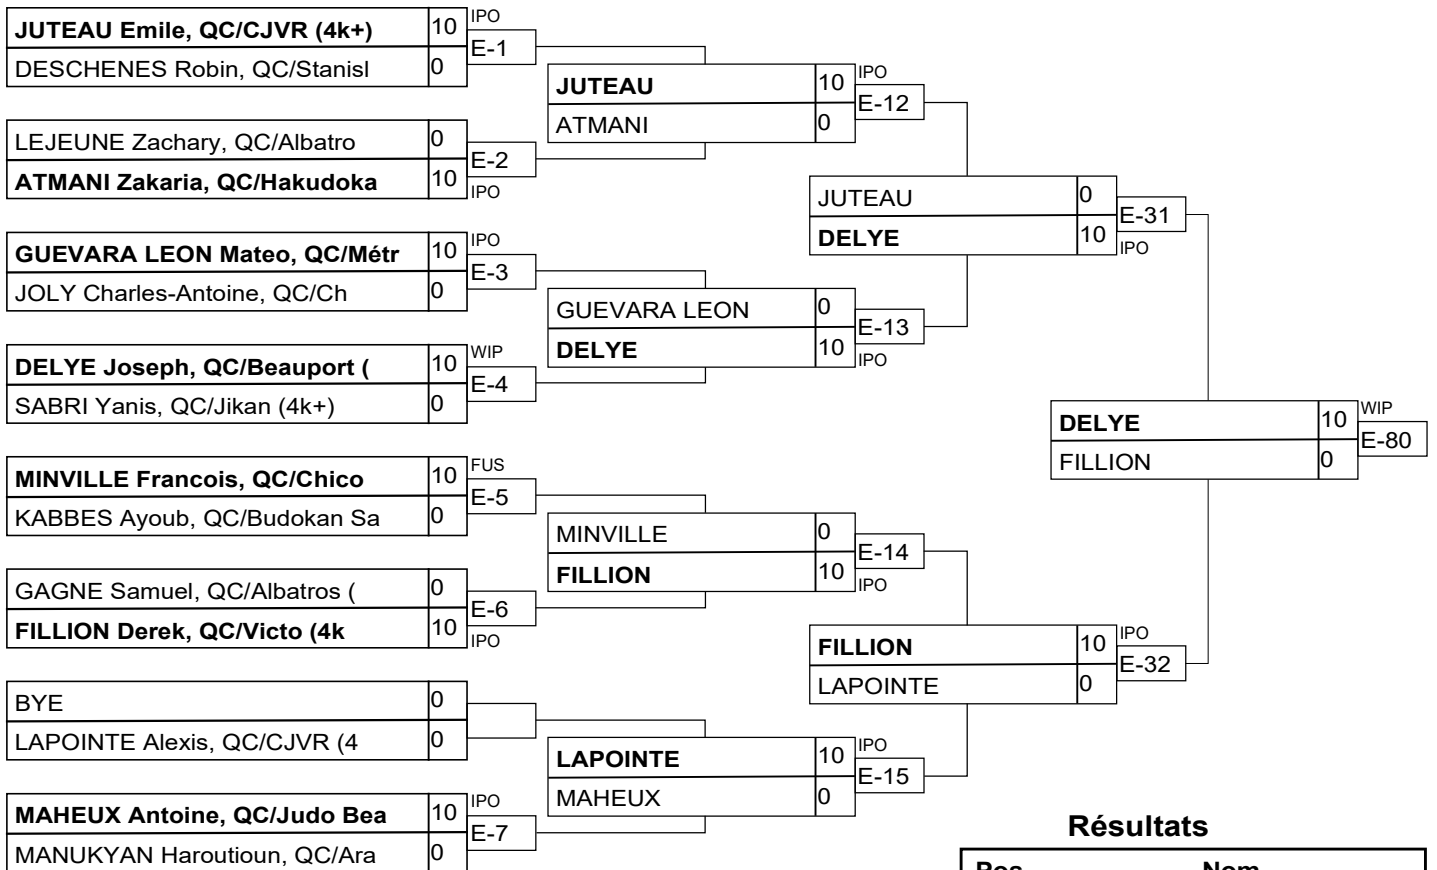 JUTEAU Emile, QC/CJVR (4k+) 10 IPO
E-1
DESCHENES Robin, QC/Stanisl 0
LEJEUNE Zachary, QC/Albatro 0
E-2
ATMANI Zakaria, QC/Hakudoka 10 IPO
GUEVARA LEON Mateo, QC/Métr 10 IPO
E-3
JOLY Charles-Antoine, QC/Ch 0
DELYE Joseph, QC/Beauport ( 10 WIP
E-4
SABRI Yanis, QC/Jikan (4k+) 0
MINVILLE Francois, QC/Chico 10 FUS
E-5
KABBES Ayoub, QC/Budokan Sa 0
GAGNE Samuel, QC/Albatros ( 0
E-6
FILLION Derek, QC/Victo (4k 10 IPO
BYE 0
LAPOINTE Alexis, QC/CJVR (4 0
MAHEUX Antoine, QC/Judo Bea 10 IPO
E-7
MANUKYAN Haroutioun, QC/Ara 0
JUTEAU 10 IPO
E-12
ATMANI 0
GUEVARA LEON 0
E-13
DELYE 10 IPO
MINVILLE 0
E-14
FILLION 10 IPO
LAPOINTE 10 IPO
E-15
MAHEUX 0
JUTEAU 0
E-31
DELYE 10 IPO
FILLION 10 IPO
E-32
LAPOINTE 0
DELYE 10 WIP
E-80
FILLION 0
Résultats
Pos Nom